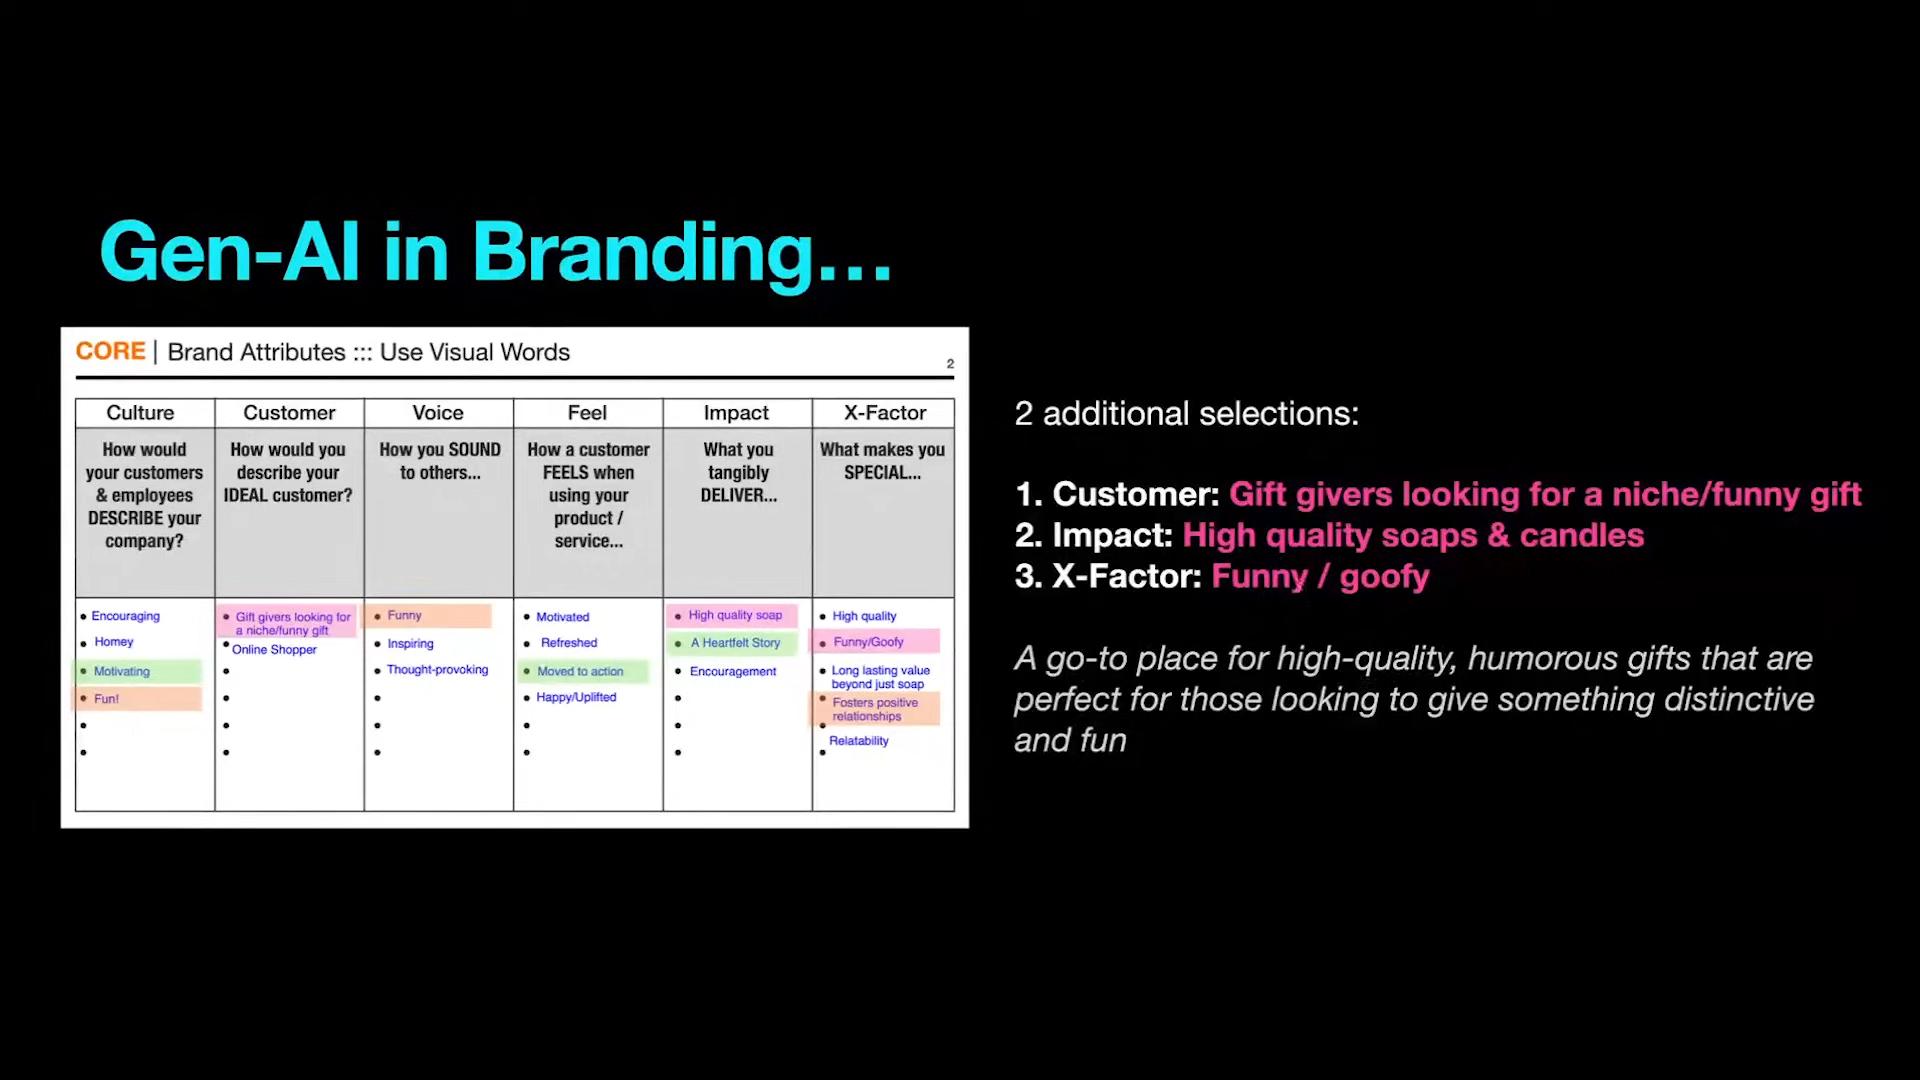 Gen-AI in Branding...
CORE | Brand Attributes ::: Use Visual Words
2
Culture
How would
your customers
& employees
DESCRIBE your
company?
• Encouraging
• Homey
• Motivating
• Fun!
Customer
How would you
describe your
IDEAL customer?
• Gift givers looking for
a niche/funny gift
• Online Shopper
Voice
How you SOUND
to others...
• Funny
• Inspiring
• Thought-provoking
Feel
How a customer
FEELS when
using your
product /
service...
• Motivated
• Refreshed
• Moved to action
• Happy/Uplifted
Impact
What you
tangibly
DELIVER...
• High quality soap
• A Heartfelt Story
• Encouragement
X-Factor
What makes you
SPECIAL...
• High quality
• Funny/Goofy
• Long lasting value
beyond just soap
• Fosters positive
relationships
• Relatability
2 additional selections:
1. Customer: Gift givers looking for a niche/funny gift
2. Impact: High quality soaps & candles
3. X-Factor: Funny / goofy
A go-to place for high-quality, humorous gifts that are
perfect for those looking to give something distinctive
and fun